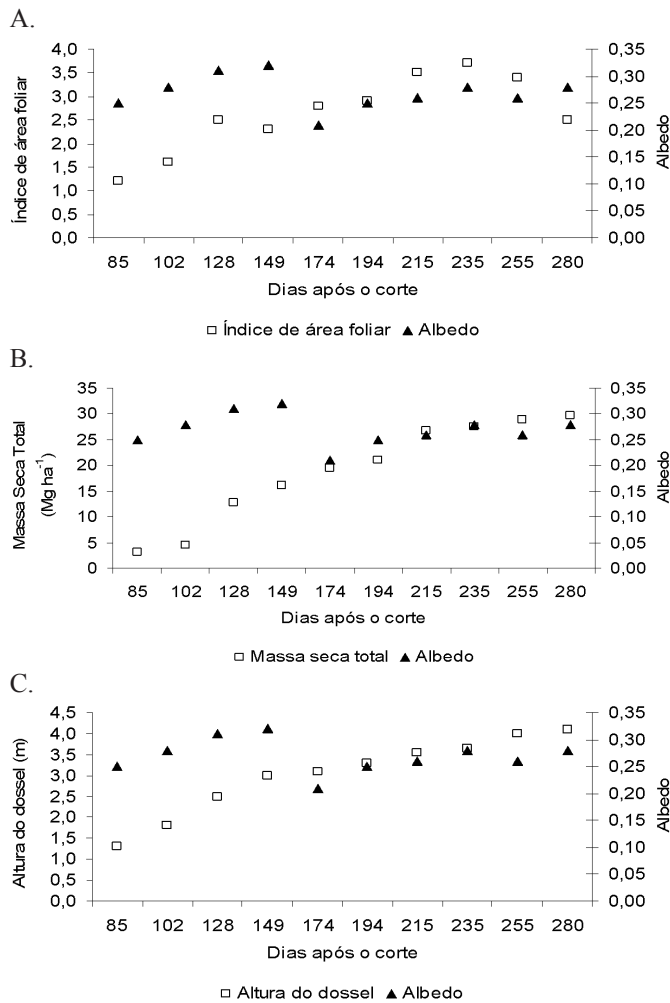 A.
Índice de área foliar
4,0
3,5
3,0
2,5
2,0
1,5
1,0
0,5
0,0
0,35
0,30
0,25
0,20
0,15
0,10
0,05
0,00
Albedo
85 102 128 149 174 194 215 235 255 280
Dias após o corte
□ Índice de área foliar ▲ Albedo
B.
Massa Seca Total
(Mg ha⁻¹)
35
30
25
20
15
10
5
0
0,35
0,30
0,25
0,20
0,15
0,10
0,05
0,00
Albedo
85 102 128 149 174 194 215 235 255 280
Dias após o corte
□ Massa seca total ▲ Albedo
C.
Altura do dossel (m)
4,5
4,0
3,5
3,0
2,5
2,0
1,5
1,0
0,5
0,0
0,35
0,30
0,25
0,20
0,15
0,10
0,05
0,00
Albedo
85 102 128 149 174 194 215 235 255 280
Dias após o corte
□ Altura do dossel ▲ Albedo